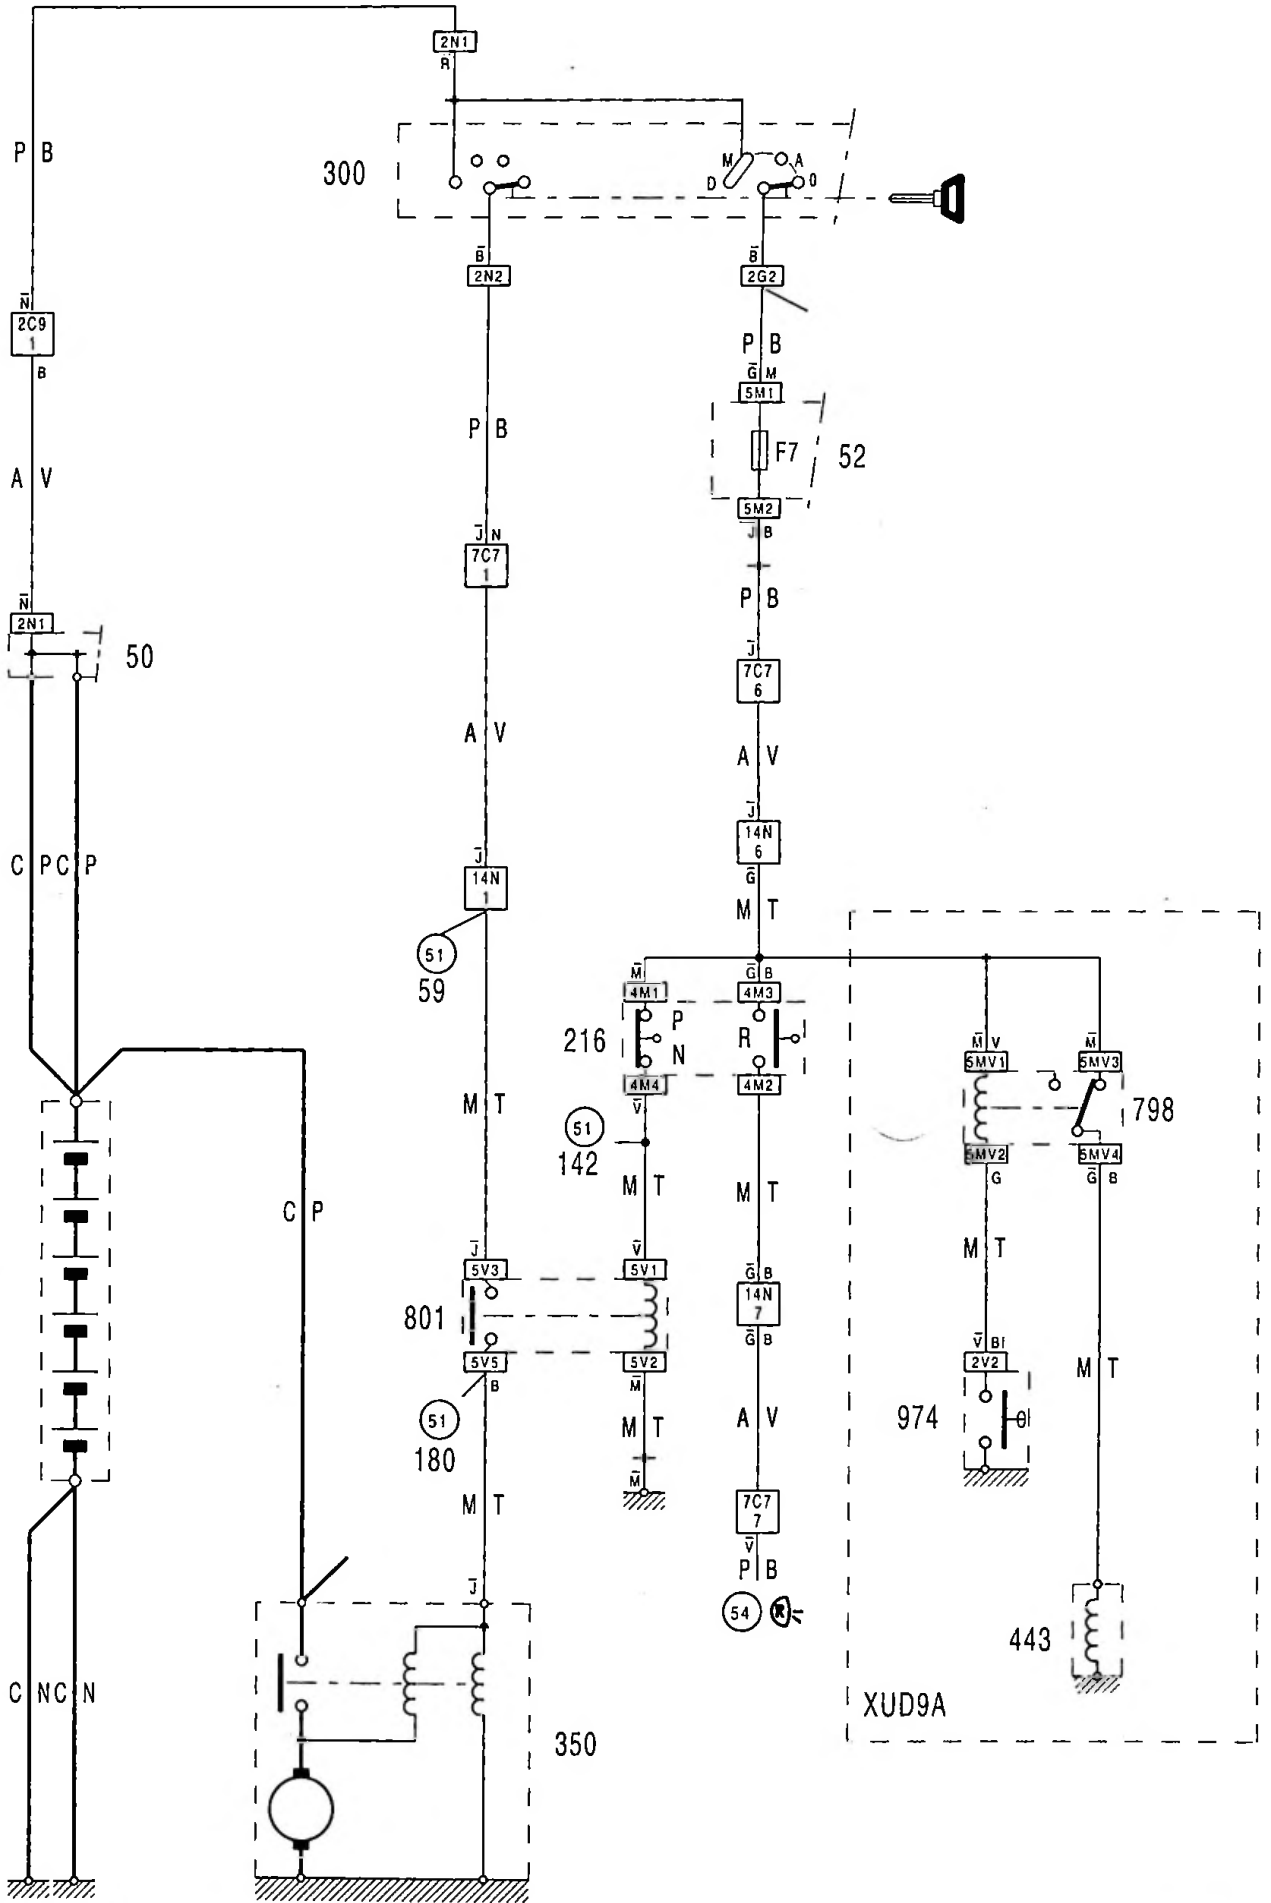 2N1
R
P B
M A
300
D 0
B B
2N2 2G2
N
2C9
1
B
P B
G M
5M1
P B
F7 52
A V
5M2
J B
J N
7C7
1
P B
N
2N1
50
J
7C7
6
A V
A V
J
14N
6
G
C P C P
J
14N
1
M T
51
59
M G B
4M1 4M3
216 P R
N
4M4 4M2
V
M V M
5MV1 5MV3
798
5MV2 5MV4
G G B
M T
51
142
M T
M T
C P
M T
J V G B
5V3 5V1 14N
7
801
G B
5V5 5V2
B M
V Bl
2V2
M T
974
51
180
M T
A V
M
M T
7C7
7
V
P B
54 R
J
443
C N C N
XUD9A
350